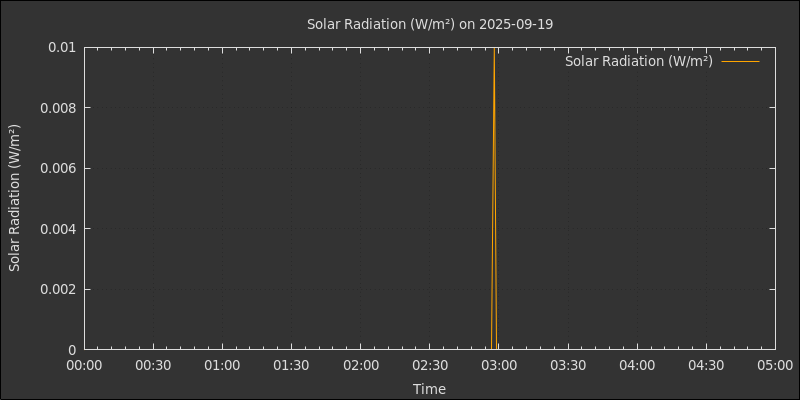 Solar Radiation (W/m²) on 2025-09-19
Solar Radiation (W/m²)
Solar Radiation (W/m²)
0.01
0.008
0.006
0.004
0.002
0
00:00 00:30 01:00 01:30 02:00 02:30 03:00 03:30 04:00 04:30 05:00
Time